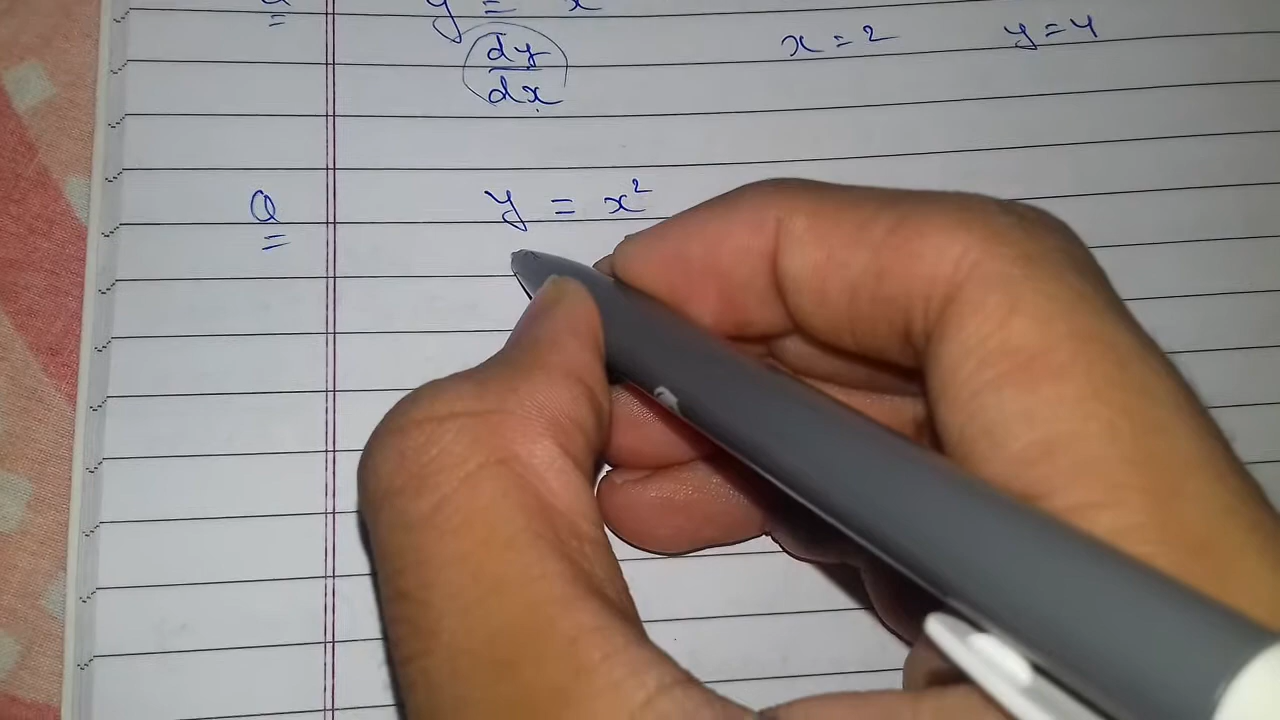 y = x
dy
dx
x = 2 y = 4
Q y = x²